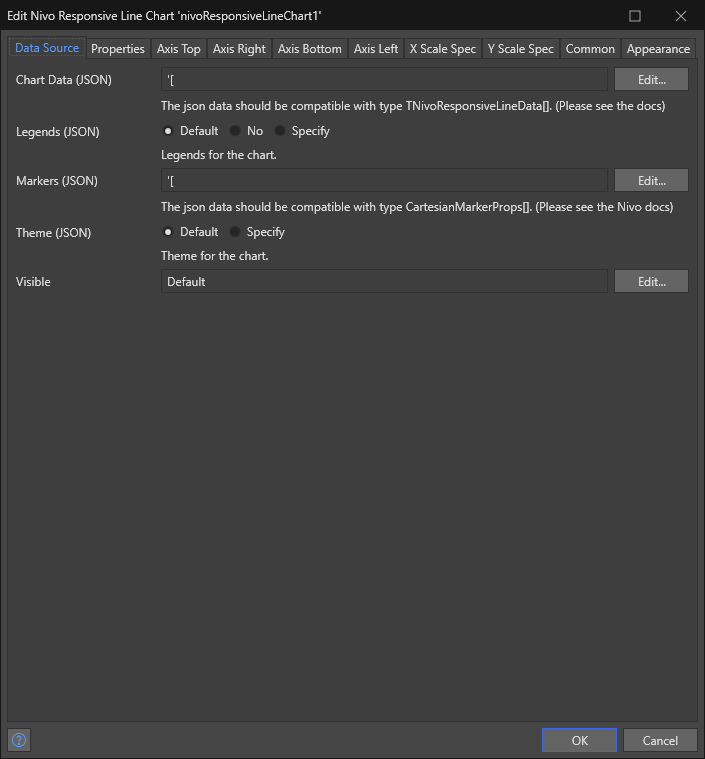 Edit Nivo Responsive Line Chart 'nivoResponsiveLineChart1'
Data Source Properties Axis Top Axis Right Axis Bottom Axis Left X Scale Spec Y Scale Spec Common Appearance
Chart Data (JSON) '[ Edit...
The json data should be compatible with type TNivoResponsiveLineData[]. (Please see the docs)
Legends (JSON) Default No Specify
Legends for the chart.
Markers (JSON) '[ Edit...
The json data should be compatible with type CartesianMarkerProps[]. (Please see the Nivo docs)
Theme (JSON) Default Specify
Theme for the chart.
Visible Default Edit...
? OK Cancel